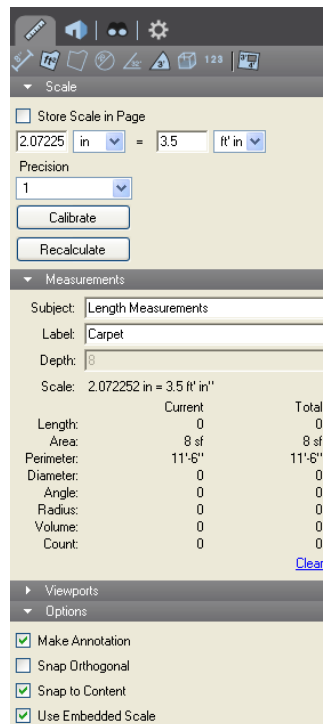 123
Scale
Store Scale in Page
2.07225 in = 3.5 ft' in
Precision
1
Calibrate
Recalculate
Measurements
Subject: Length Measurements
Label: Carpet
Depth: 8
Scale: 2.072252 in = 3.5 ft' in"
Current Total
Length: 0 0
Area: 8 sf 8 sf
Perimeter: 11'-6" 11'-6"
Diameter: 0 0
Angle: 0 0
Radius: 0 0
Volume: 0 0
Count: 0 0
Clear
Viewports
Options
Make Annotation
Snap Orthogonal
Snap to Content
Use Embedded Scale